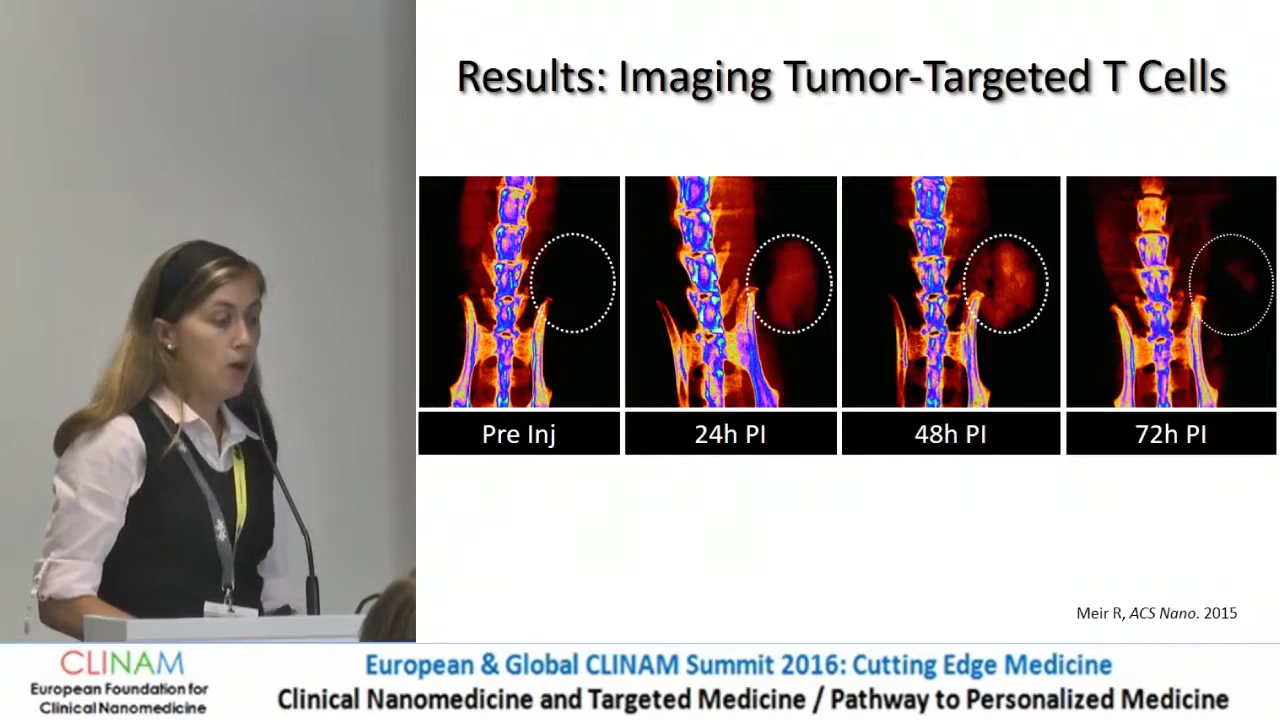 Results: Imaging Tumor-Targeted T Cells
Pre Inj
24h PI
48h PI
72h PI
Meir R, ACS Nano. 2015
CLINAM
European Foundation for
Clinical Nanomedicine
European & Global CLINAM Summit 2016: Cutting Edge Medicine
Clinical Nanomedicine and Targeted Medicine / Pathway to Personalized Medicine